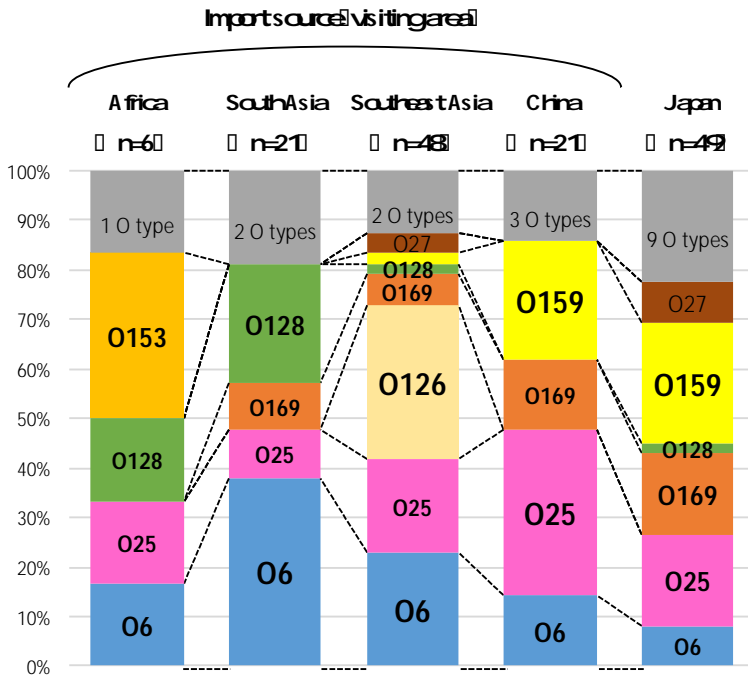 Import source visiting area
Africa South Asia Southeast Asia China Japan
n=6 n=21 n=48 n=21 n=49
100%
90%
80%
70%
60%
50%
40%
30%
20%
10%
0%
1 O type
O153
O128
O25
O6
2 O types
O128
O169
O25
O6
2 O types
O27
O128
O169
O126
O25
O6
3 O types
O159
O169
O25
O6
9 O types
O27
O159
O128
O169
O25
O6